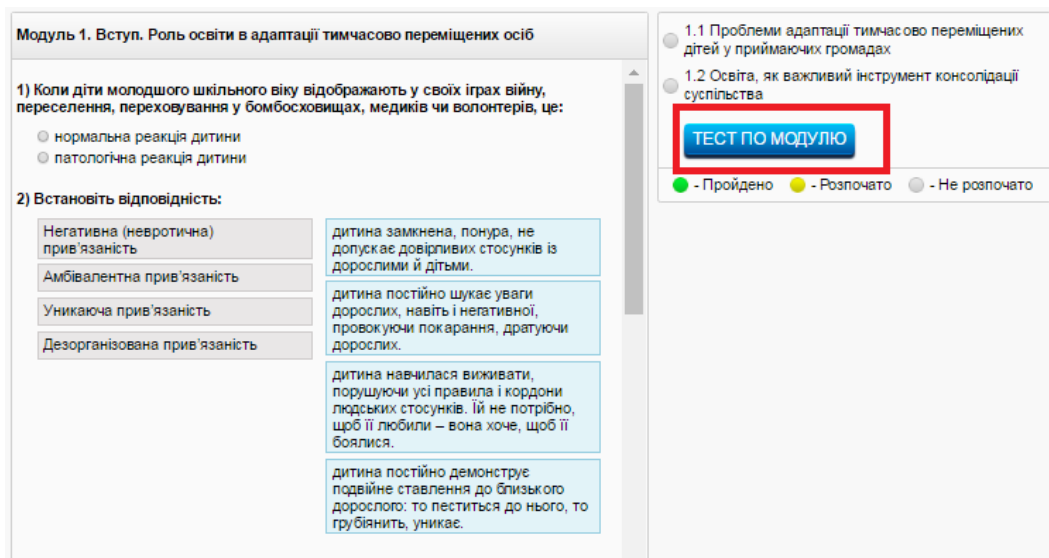 Модуль 1. Вступ. Роль освіти в адаптації тимчасово переміщених осіб
1) Коли діти молодшого шкільного віку відображають у своїх іграх війну,
переселення, переховування у бомбосховищах, медиків чи волонтерів, це:
нормальна реакція дитини
патологічна реакція дитини
2) Встановіть відповідність:
Негативна (невротична)
прив'язаність
Амбівалентна прив'язаність
Уникаюча прив'язаність
Дезорганізована прив'язаність
дитина замкнена, понура, не
допускає довірливих стосунків із
дорослими й дітьми.
дитина постійно шукає уваги
дорослих, навіть і негативної,
провокуючи покарання, дратуючи
дорослих.
дитина навчилася виживати,
порушуючи усі правила і кордони
людських стосунків. Їй не потрібно,
щоб її любили – вона хоче, щоб її
боялися.
дитина постійно демонструє
подвійне ставлення до близького
дорослого: то пеститься до нього, то
грубіянить, уникає.
1.1 Проблеми адаптації тимчасово переміщених
дітей у приймаючих громадах
1.2 Освіта, як важливий інструмент консолідації
суспільства
ТЕСТ ПО МОДУЛЮ
- Пройдено - Розпочато - Не розпочато